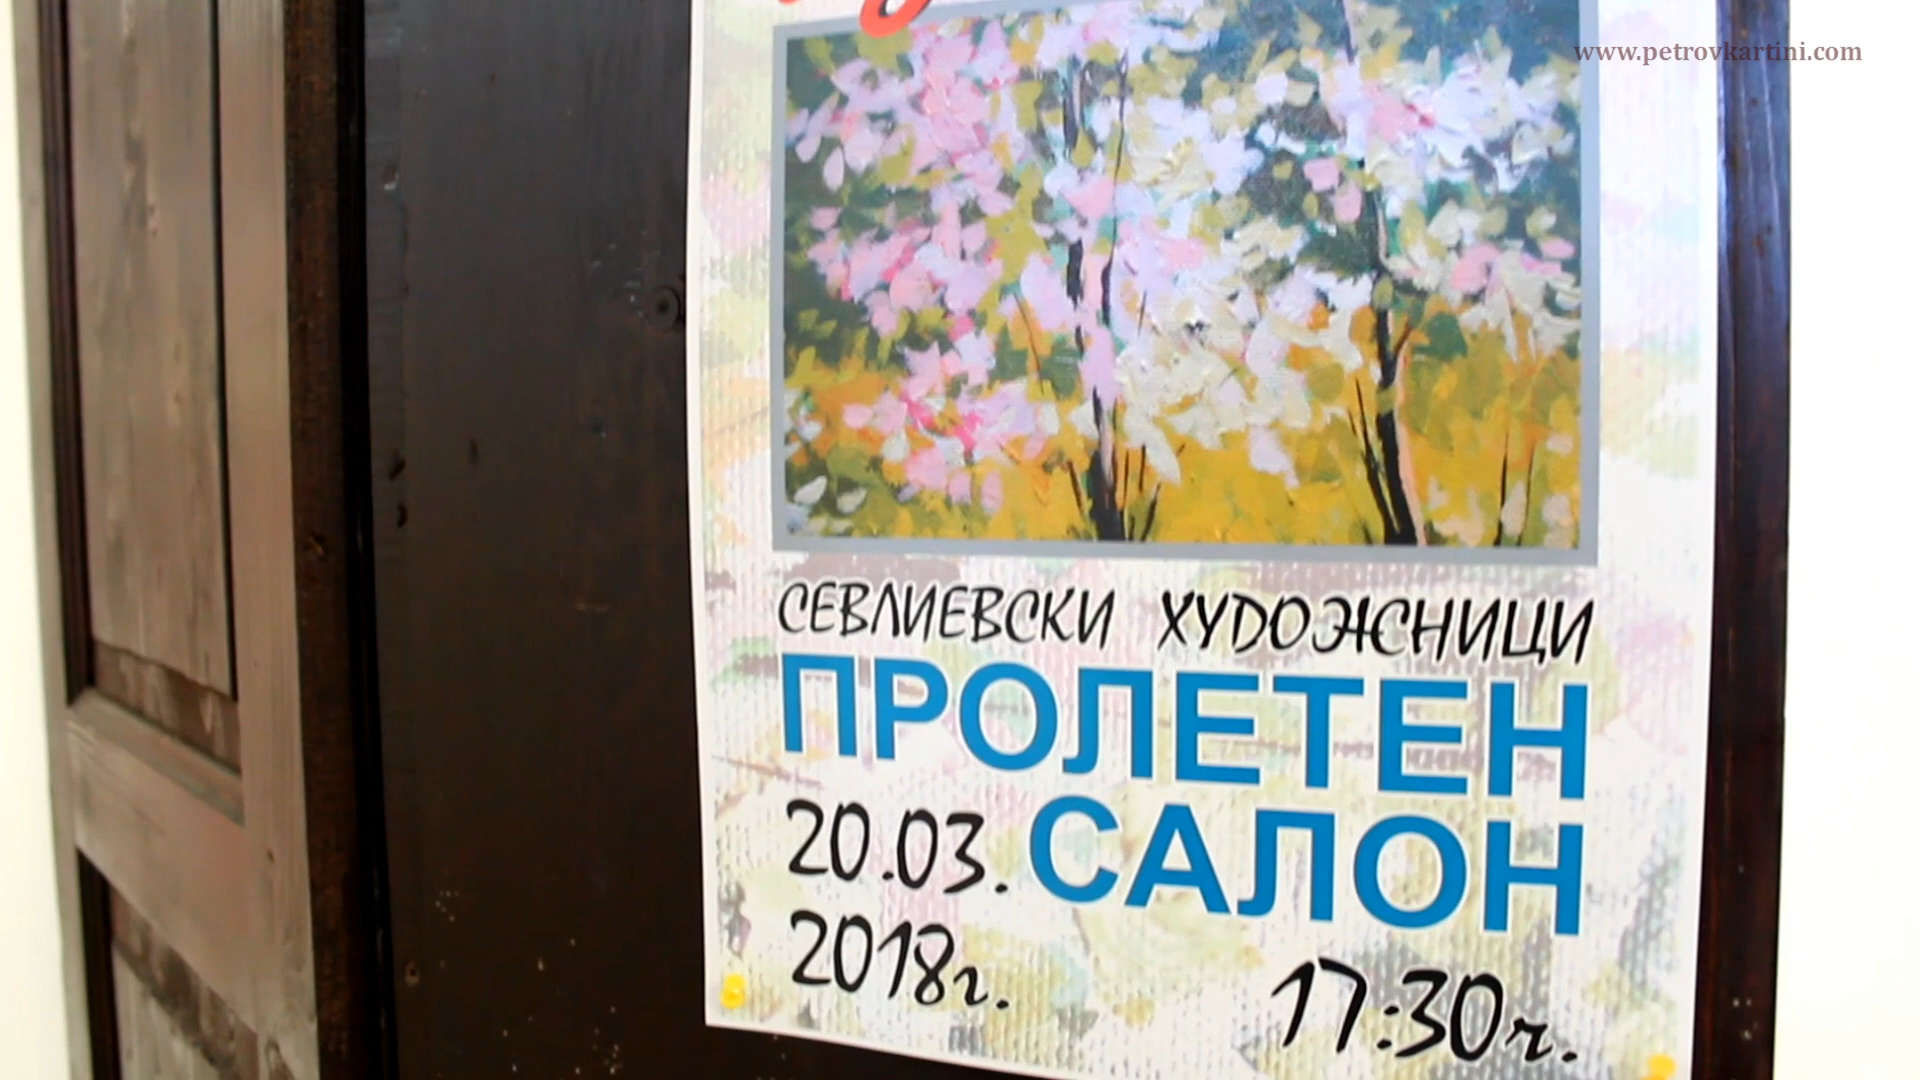 www.petrovkartini.com
СЕВЛИЕВСКИ ХУДОЖНИЦИ
ПРОЛЕТЕН
20.03. САЛОН
2018г.
17:30ч.